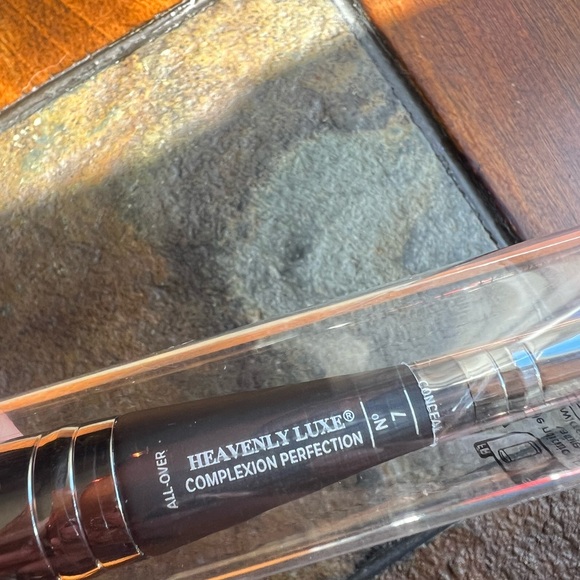 ALL-OVER
HEAVENLY LUXE®
COMPLEXION PERFECTION
Nº
7
CONCEAL